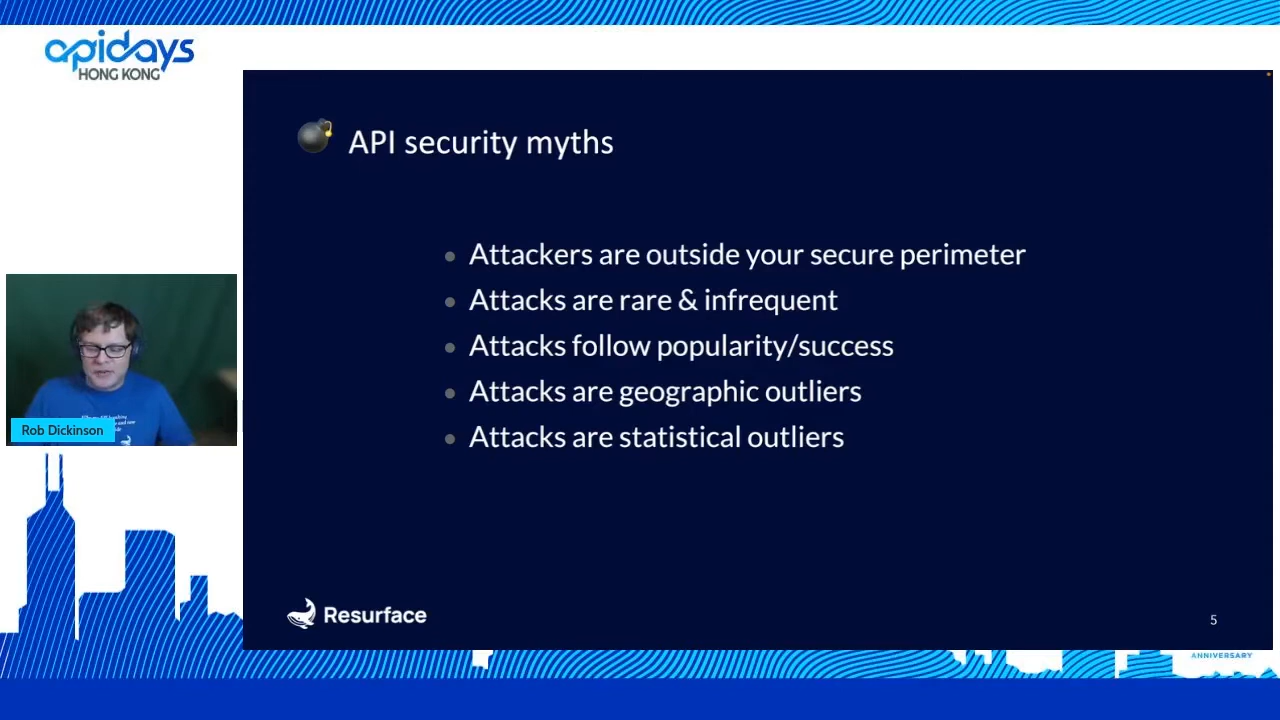 apidays
HONG KONG
API security myths
Attackers are outside your secure perimeter
Attacks are rare & infrequent
Attacks follow popularity/success
Attacks are geographic outliers
Attacks are statistical outliers
Rob Dickinson
Resurface
5
ANNIVERSARY